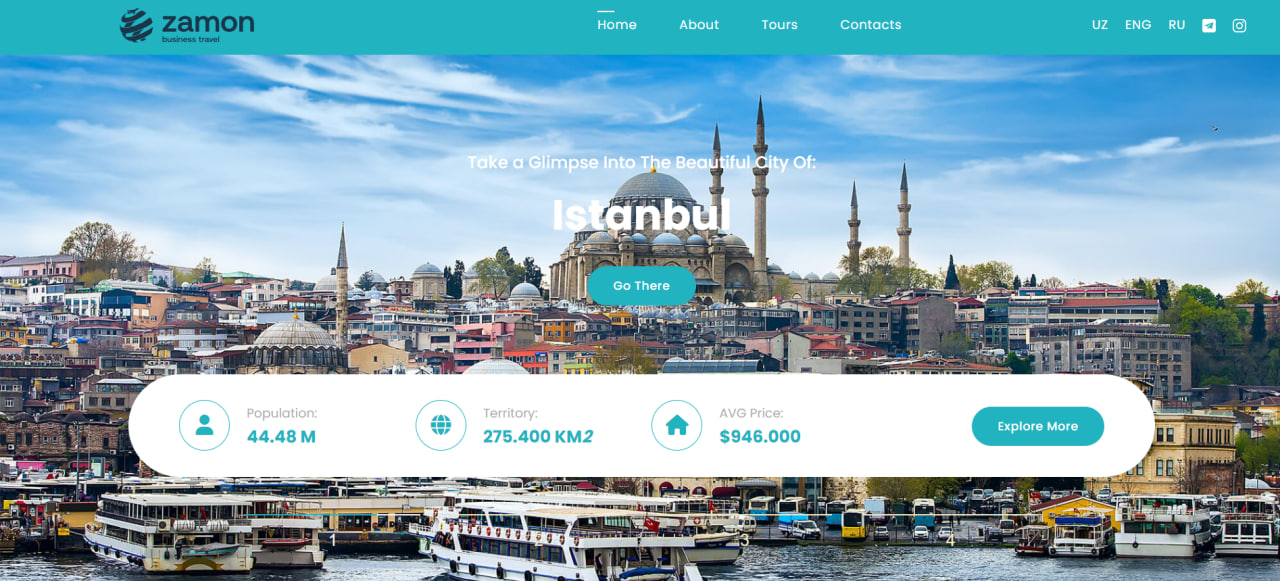 zamon
business travel
Home About Tours Contacts
UZ ENG RU
Take a Glimpse Into The Beautiful City Of:
Istanbul
Go There
Population:
44.48 M
Territory:
275.400 KM2
AVG Price:
$946.000
Explore More
4